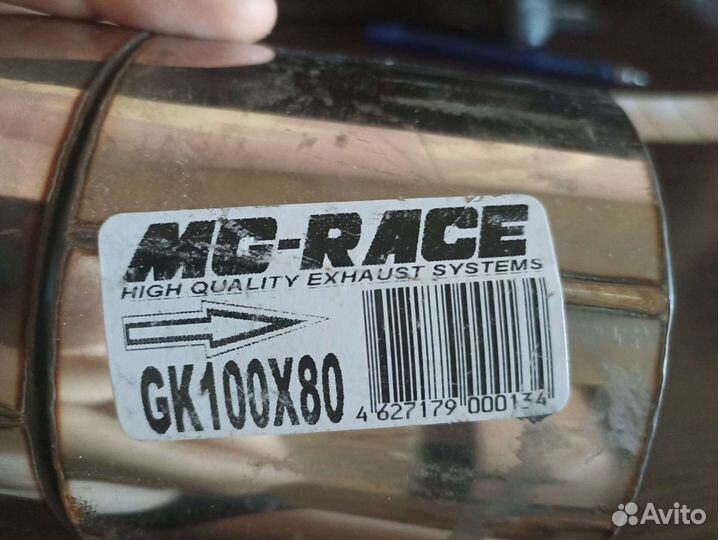 MG-RACE
HIGH QUALITY EXHAUST SYSTEMS
GK100X80
4 627179 000134
Avito